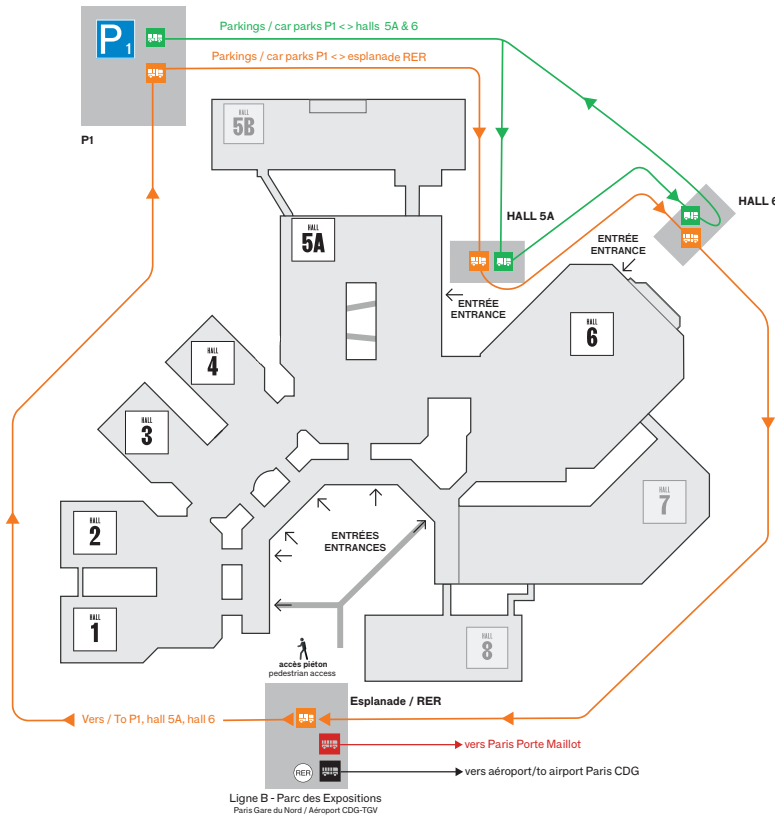 Parkings / car parks P1 <> halls 5A & 6
Parkings / car parks P1 <> esplanade RER
P1
P1
HALL
5B
HALL 5A
HALL 6
ENTRÉE
ENTRANCE
HALL
5A
ENTRÉE
ENTRANCE
HALL
6
HALL
4
HALL
3
HALL
7
HALL
2
ENTRÉES
ENTRANCES
HALL
1
HALL
8
accès piéton
pedestrian access
Esplanade / RER
Vers / To P1, hall 5A, hall 6
vers Paris Porte Maillot
RER
vers aéroport/to airport Paris CDG
Ligne B - Parc des Expositions
Paris Gare du Nord / Aéroport CDG-TGV